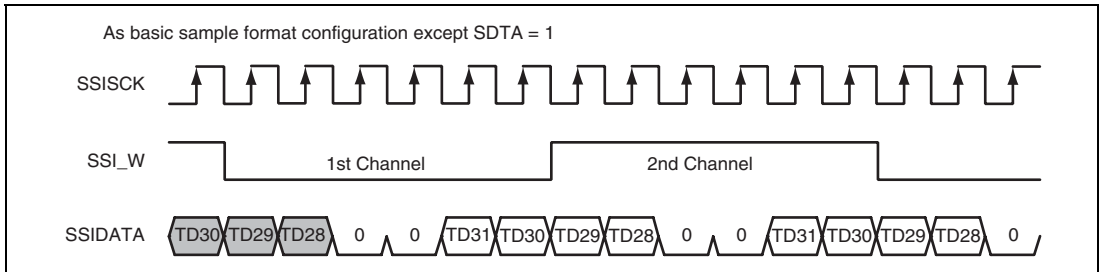 As basic sample format configuration except SDTA = 1
SSISCK
SSI_W 1st Channel 2nd Channel
SSIDATA TD30 TD29 TD28 0 0 TD31 TD30 TD29 TD28 0 0 TD31 TD30 TD29 TD28 0